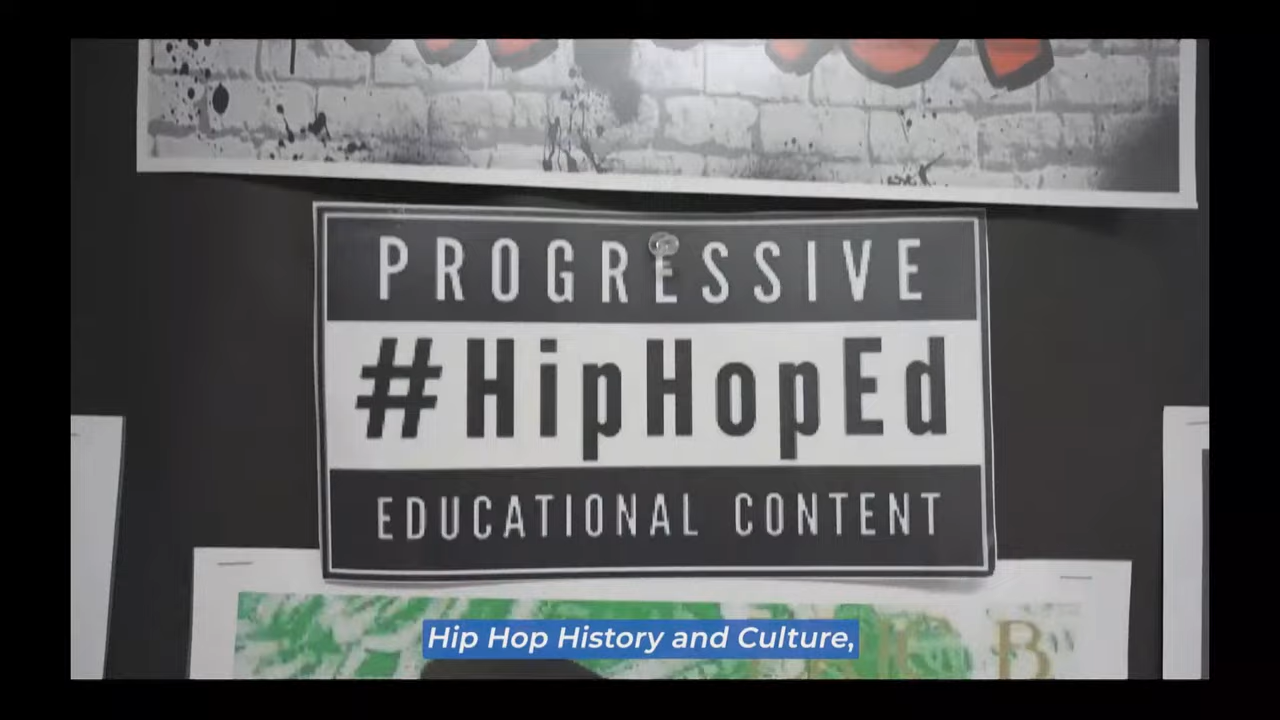 PROGRESSIVE
#HipHopEd
EDUCATIONAL CONTENT
Hip Hop History and Culture,